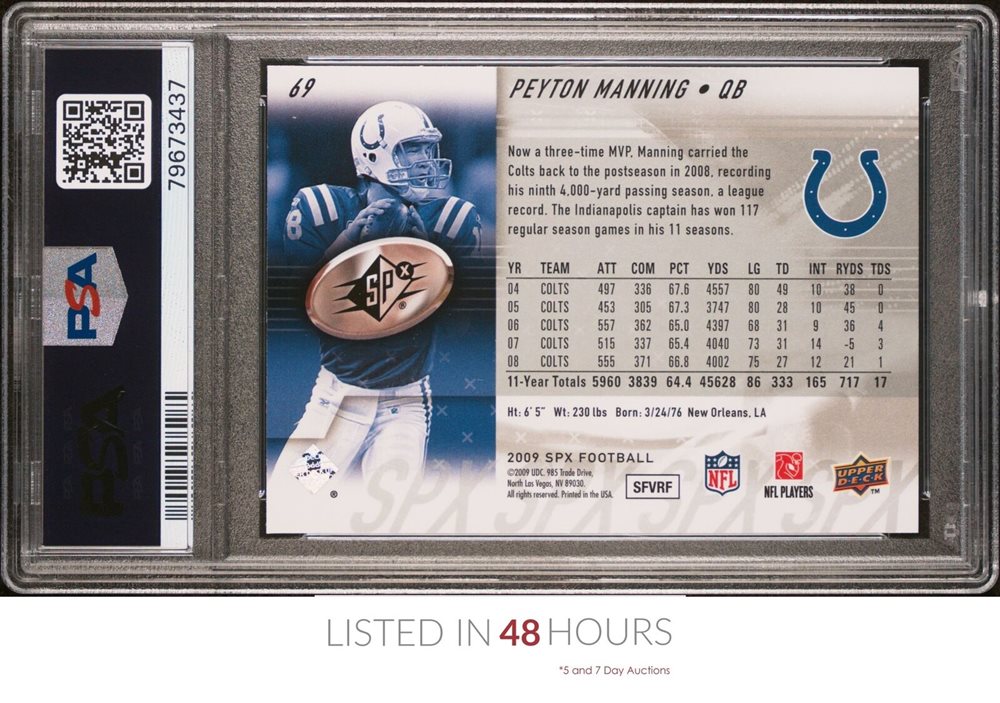 79673437
PSA
PSA
69
PEYTON MANNING • QB
Now a three-time MVP, Manning carried the
Colts back to the postseason in 2008, recording
his ninth 4,000-yard passing season, a league
record. The Indianapolis captain has won 117
regular season games in his 11 seasons.
YR TEAM ATT COM PCT YDS LG TD INT RYDS TDS
04 COLTS 497 336 67.6 4557 80 49 10 38 0
05 COLTS 453 305 67.3 3747 80 28 10 45 0
06 COLTS 557 362 65.0 4397 68 31 9 36 4
07 COLTS 515 337 65.4 4040 73 31 14 -5 3
08 COLTS 555 371 66.8 4002 75 27 12 21 1
11-Year Totals 5960 3839 64.4 45628 86 333 165 717 17
Ht: 6' 5" Wt: 230 lbs Born: 3/24/76 New Orleans, LA
8
SPx®
2009 SPX FOOTBALL
©2009 UDC. 985 Trade Drive,
North Las Vegas, NV 89030.
All rights reserved. Printed in the USA.
SFVRF
NFL
NFL PLAYERS
UPPER
DECK
™
®
SPX SPX SPX SPX
LISTED IN 48 HOURS
*5 and 7 Day Auctions